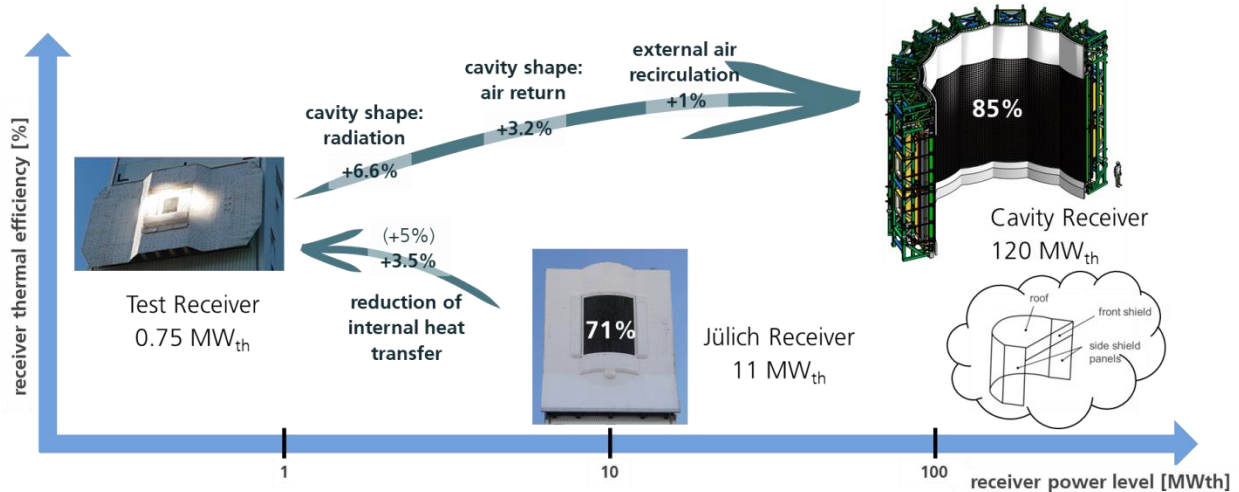 receiver thermal efficiency [%]
cavity shape:
radiation
+6.6%
cavity shape:
air return
+3.2%
external air
recirculation
+1%
85%
Cavity Receiver
120 MWth
Test Receiver
0.75 MWth
(+5%)
+3.5%
reduction of
internal heat
transfer
71%
Jülich Receiver
11 MWth
roof
front shield
side shield
panels
1
10
100
receiver power level [MWth]